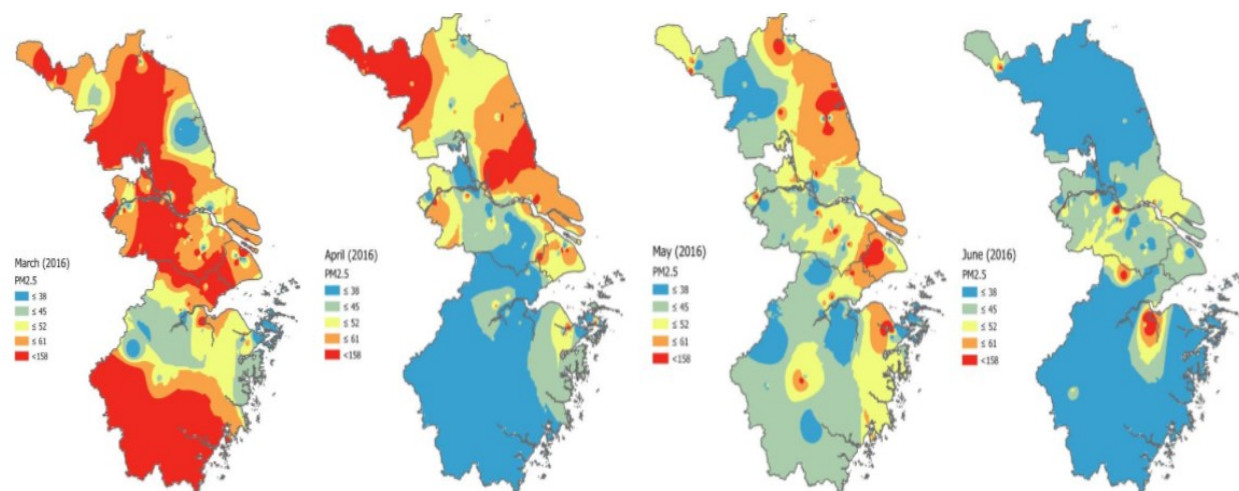 March (2016)
PM2.5
≤ 38
≤ 45
≤ 52
≤ 61
<158
April (2016)
PM2.5
≤ 38
≤ 45
≤ 52
≤ 61
<158
May (2016)
PM2.5
≤ 38
≤ 45
≤ 52
≤ 61
<158
June (2016)
PM2.5
≤ 38
≤ 45
≤ 52
≤ 61
<158